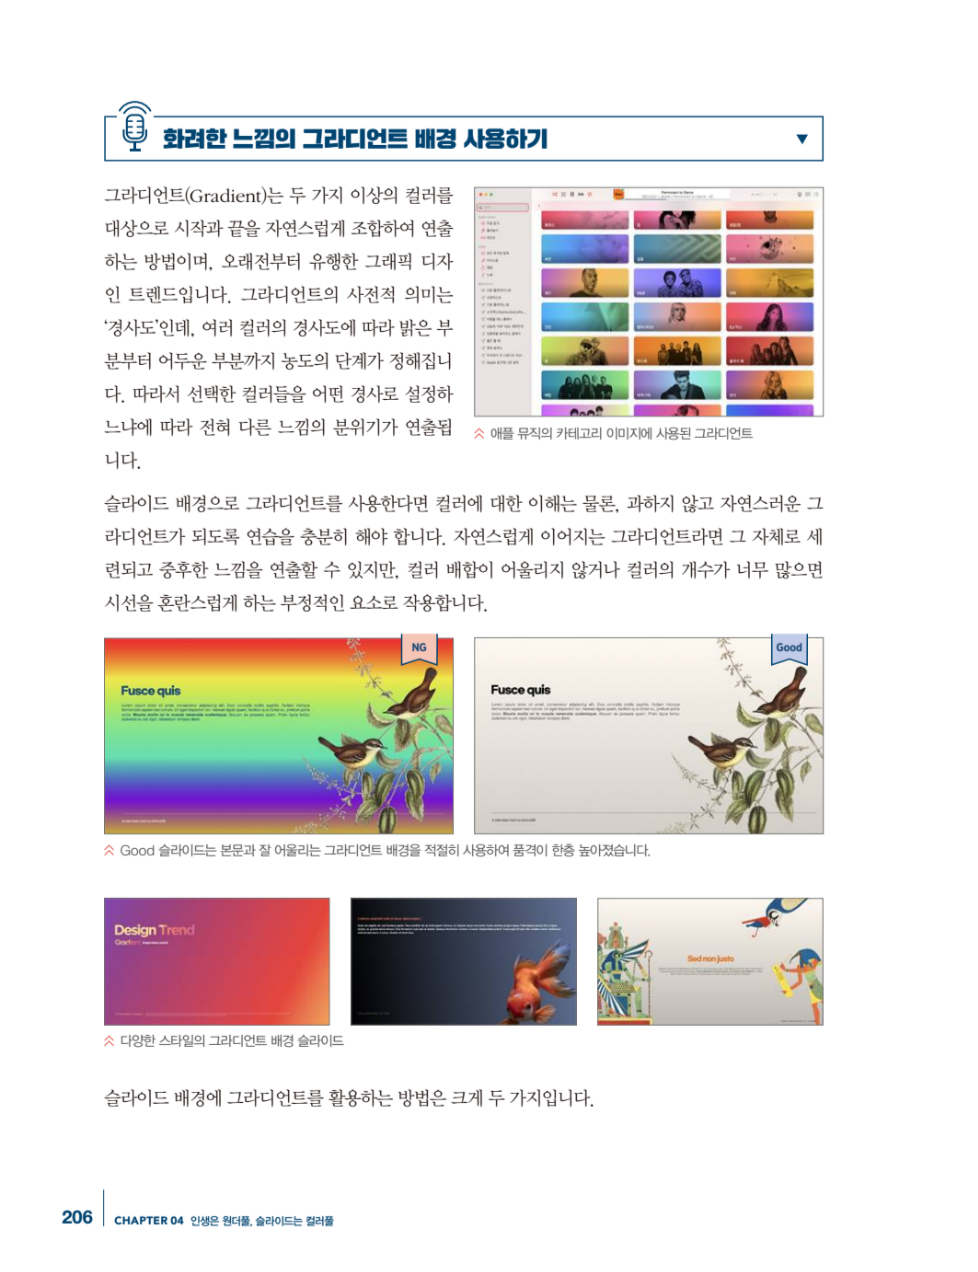 화려한 느낌의 그라디언트 배경 사용하기
그라디언트(Gradient)는 두 가지 이상의 컬러를
대상으로 시작과 끝을 자연스럽게 조합하여 연출
하는 방법이며, 오래전부터 유행한 그래픽 디자
인 트렌드입니다. 그라디언트의 사전적 의미는
‘경사도’인데, 여러 컬러의 경사도에 따라 밝은 부
분부터 어두운 부분까지 농도의 단계가 정해집니
다. 따라서 선택한 컬러들을 어떤 경사로 설정하
느냐에 따라 전혀 다른 느낌의 분위기가 연출됩
니다.
애플 뮤직의 카테고리 이미지에 사용된 그라디언트
슬라이드 배경으로 그라디언트를 사용한다면 컬러에 대한 이해는 물론, 과하지 않고 자연스러운 그
라디언트가 되도록 연습을 충분히 해야 합니다. 자연스럽게 이어지는 그라디언트라면 그 자체로 세
련되고 중후한 느낌을 연출할 수 있지만, 컬러 배합이 어울리지 않거나 컬러의 개수가 너무 많으면
시선을 혼란스럽게 하는 부정적인 요소로 작용합니다.
NG
Fusce quis
Good
Fusce quis
Good 슬라이드는 본문과 잘 어울리는 그라디언트 배경을 적절히 사용하여 품격이 한층 높아졌습니다.
Design Trend
Gradient
Sed non justo
다양한 스타일의 그라디언트 배경 슬라이드
슬라이드 배경에 그라디언트를 활용하는 방법은 크게 두 가지입니다.
206 CHAPTER 04 인생은 원더풀, 슬라이드는 컬러풀